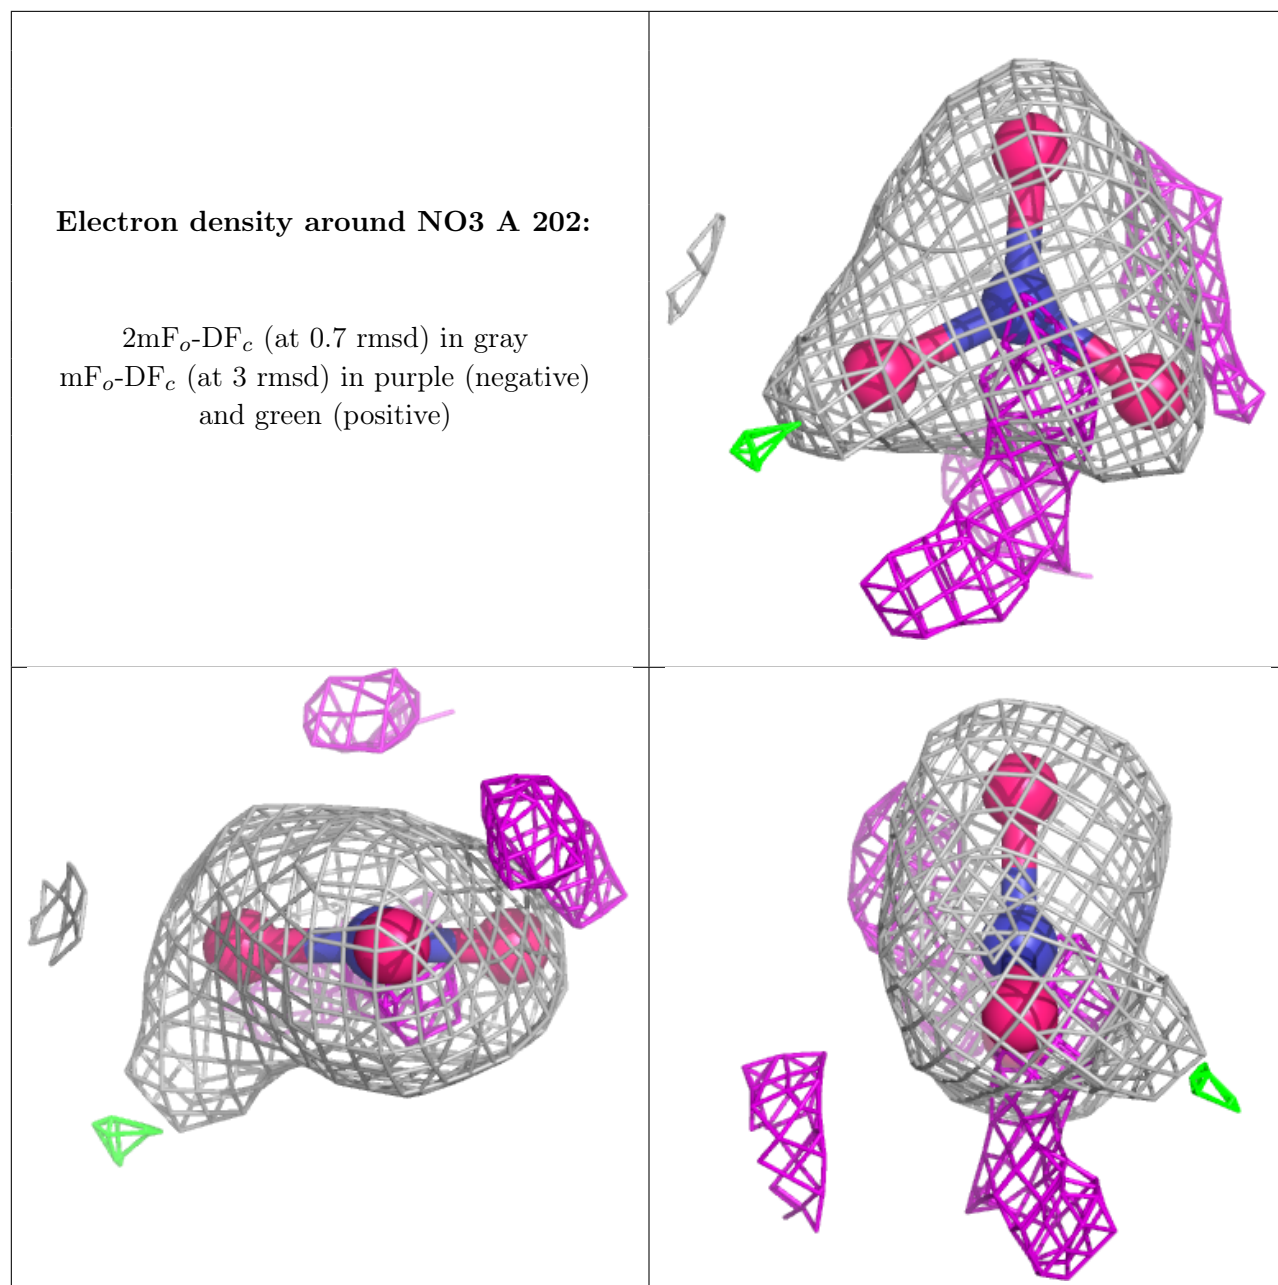 Electron density around NO3 A 202:
2mFo-DFc (at 0.7 rmsd) in gray
mFo-DFc (at 3 rmsd) in purple (negative)
and green (positive)